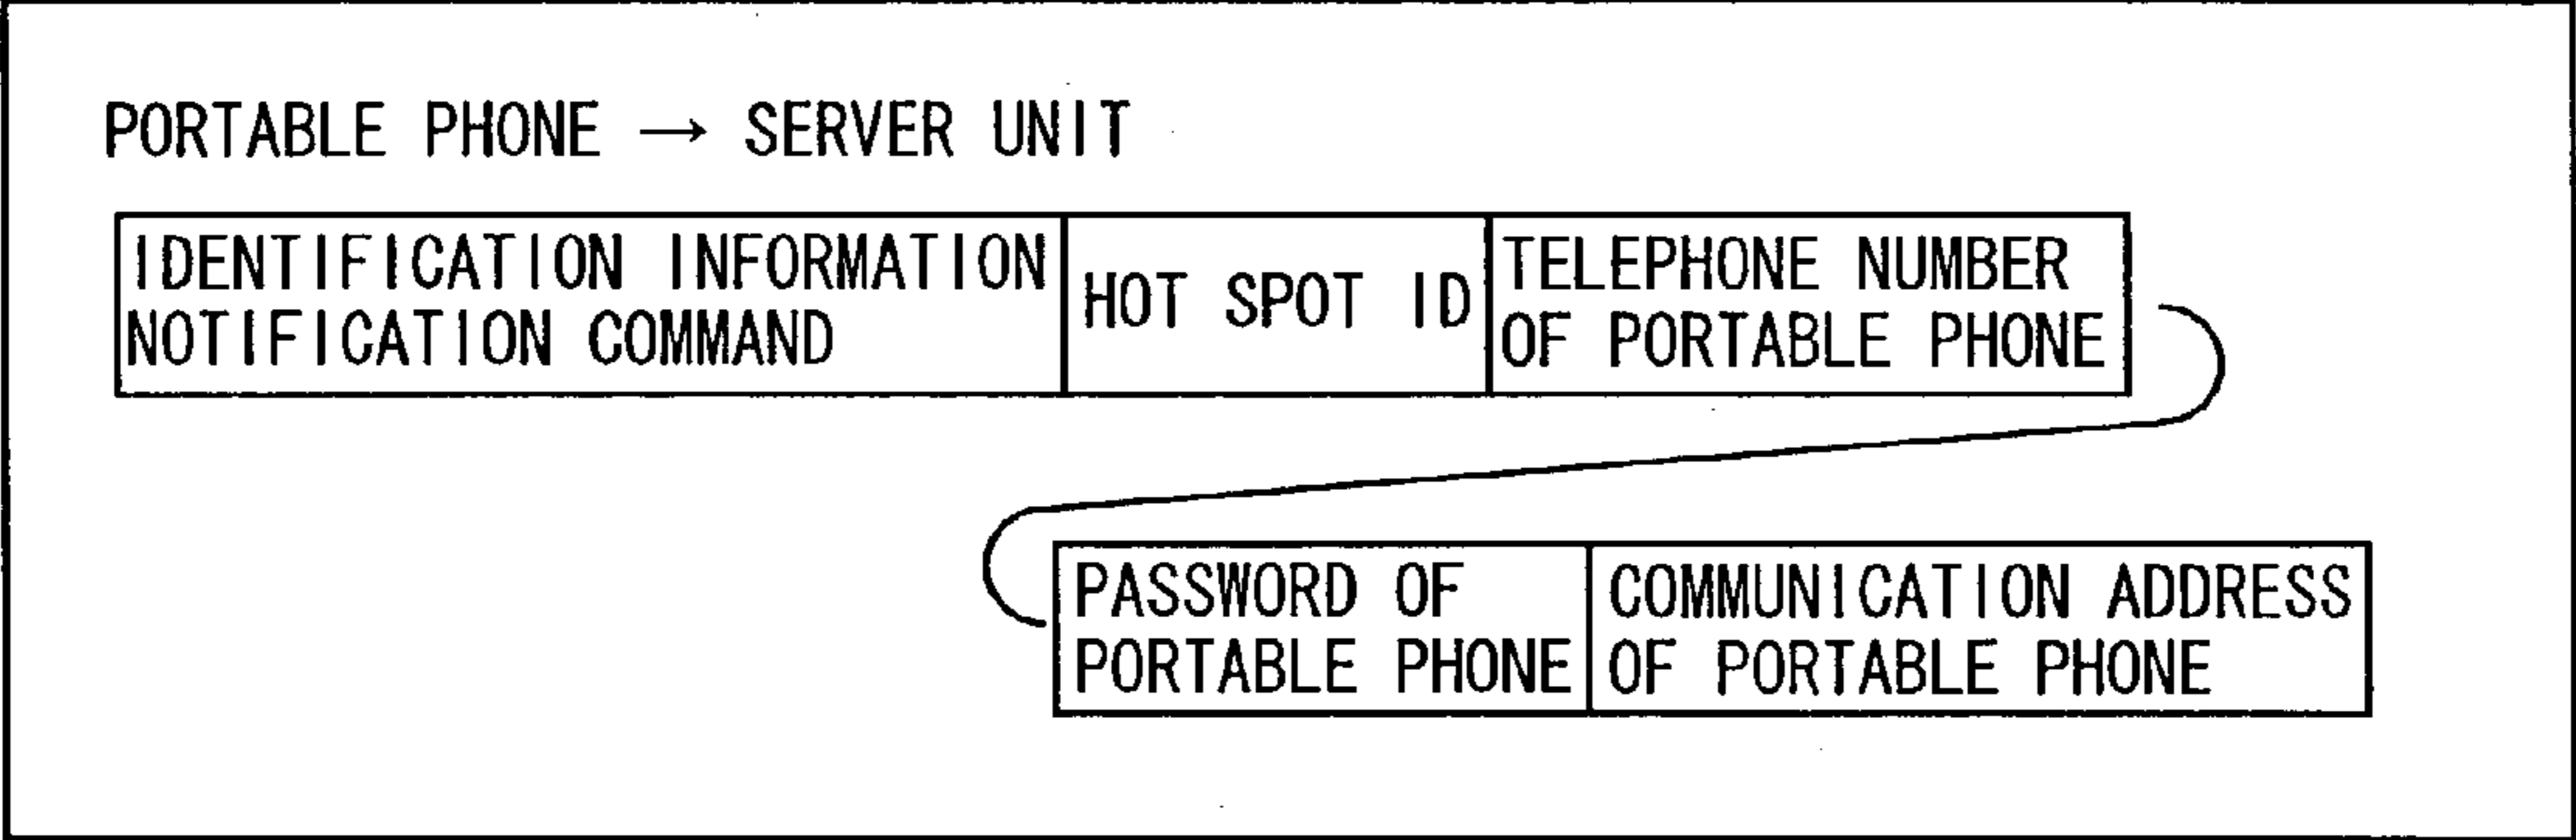 PORTABLE PHONE → SERVER UNIT
IDENTIFICATION INFORMATION
NOTIFICATION COMMAND
HOT SPOT ID
TELEPHONE NUMBER
OF PORTABLE PHONE
PASSWORD OF
PORTABLE PHONE
COMMUNICATION ADDRESS
OF PORTABLE PHONE